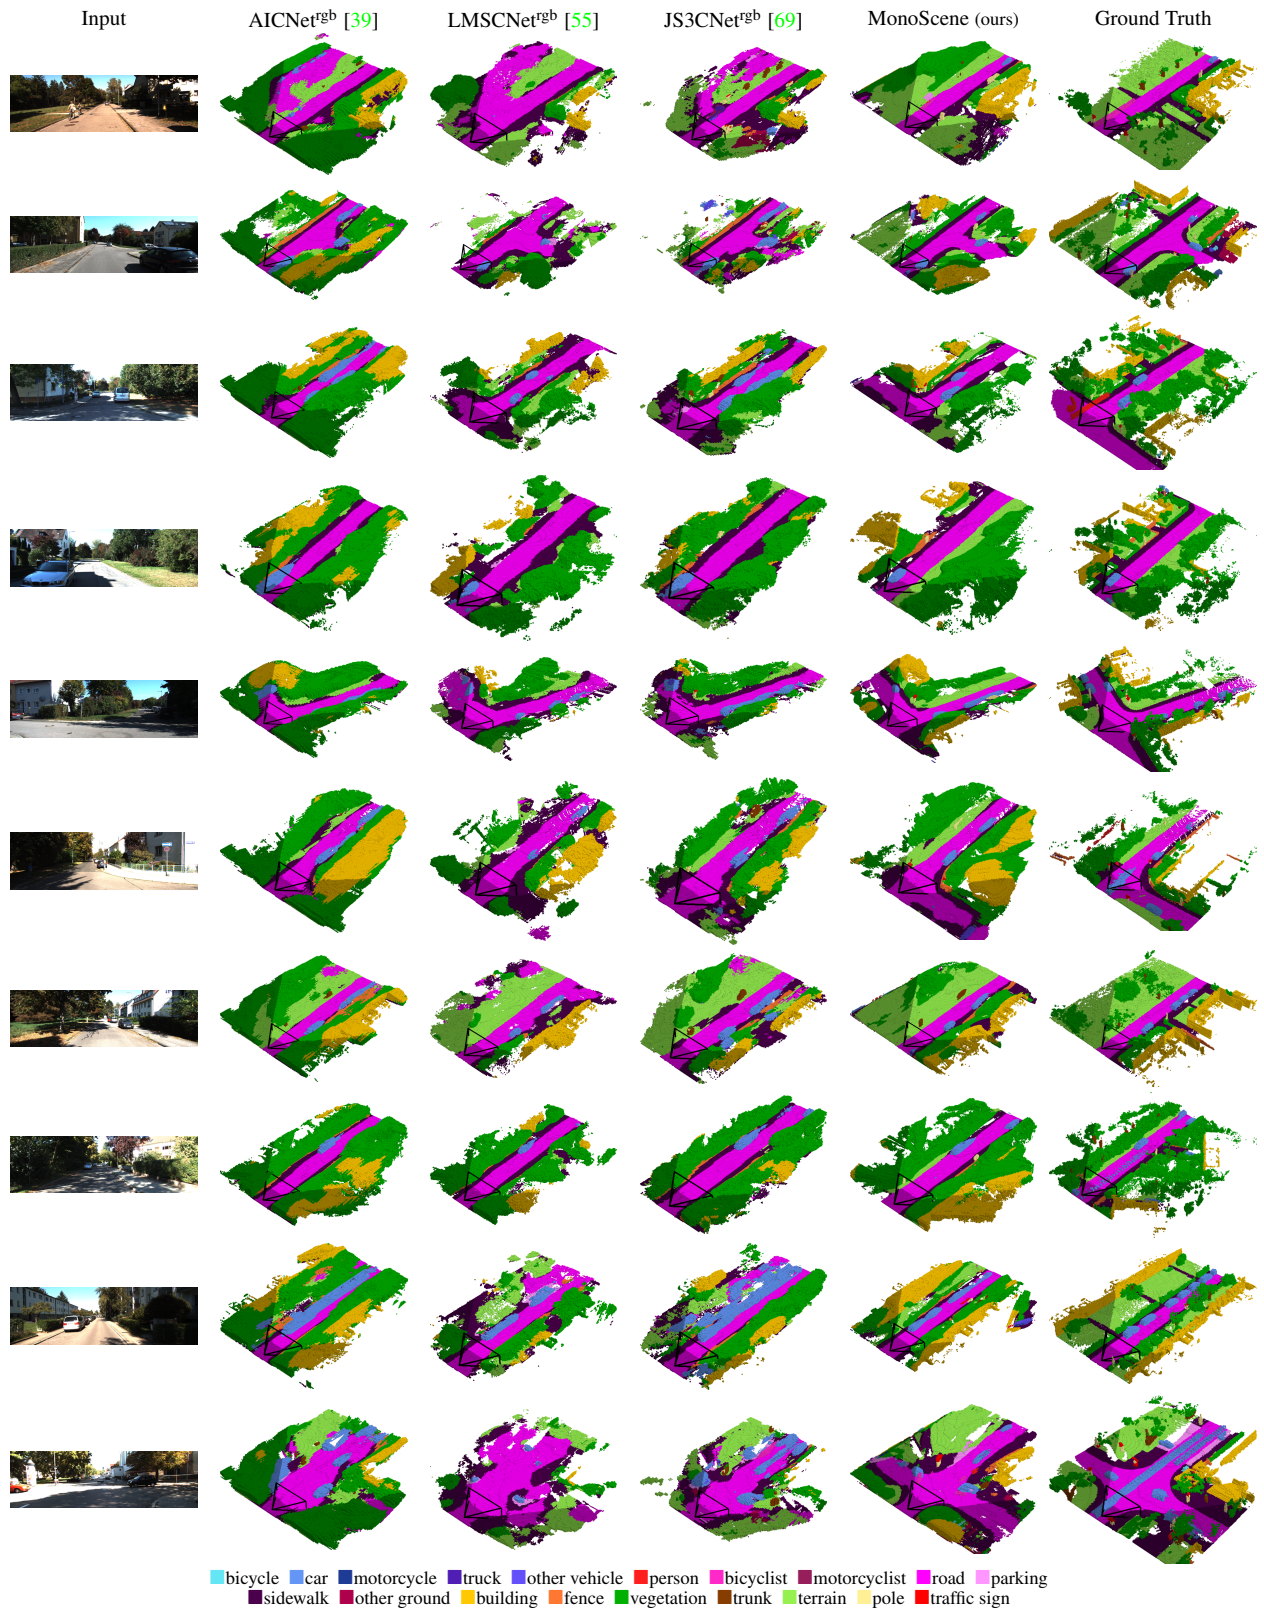 Input AICNetrgb [39] LMSCNetrgb [55] JS3CNetrgb [69] MonoScene (ours) Ground Truth
bicycle car motorcycle truck other vehicle person bicyclist motorcyclist road parking
sidewalk other ground building fence vegetation trunk terrain pole traffic sign